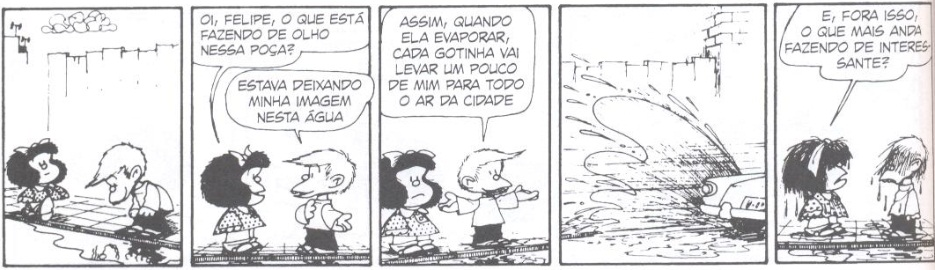 OI, FELIPE, O QUE ESTÁ
FAZENDO DE OLHO
NESSA POÇA?
ESTAVA DEIXANDO
MINHA IMAGEM
NESTA ÁGUA
ASSIM, QUANDO
ELA EVAPORAR,
CADA GOTINHA VAI
LEVAR UM POUCO
DE MIM PARA TODO
O AR DA CIDADE
E, FORA ISSO,
O QUE MAIS ANDA
FAZENDO DE INTERES-
SANTE?